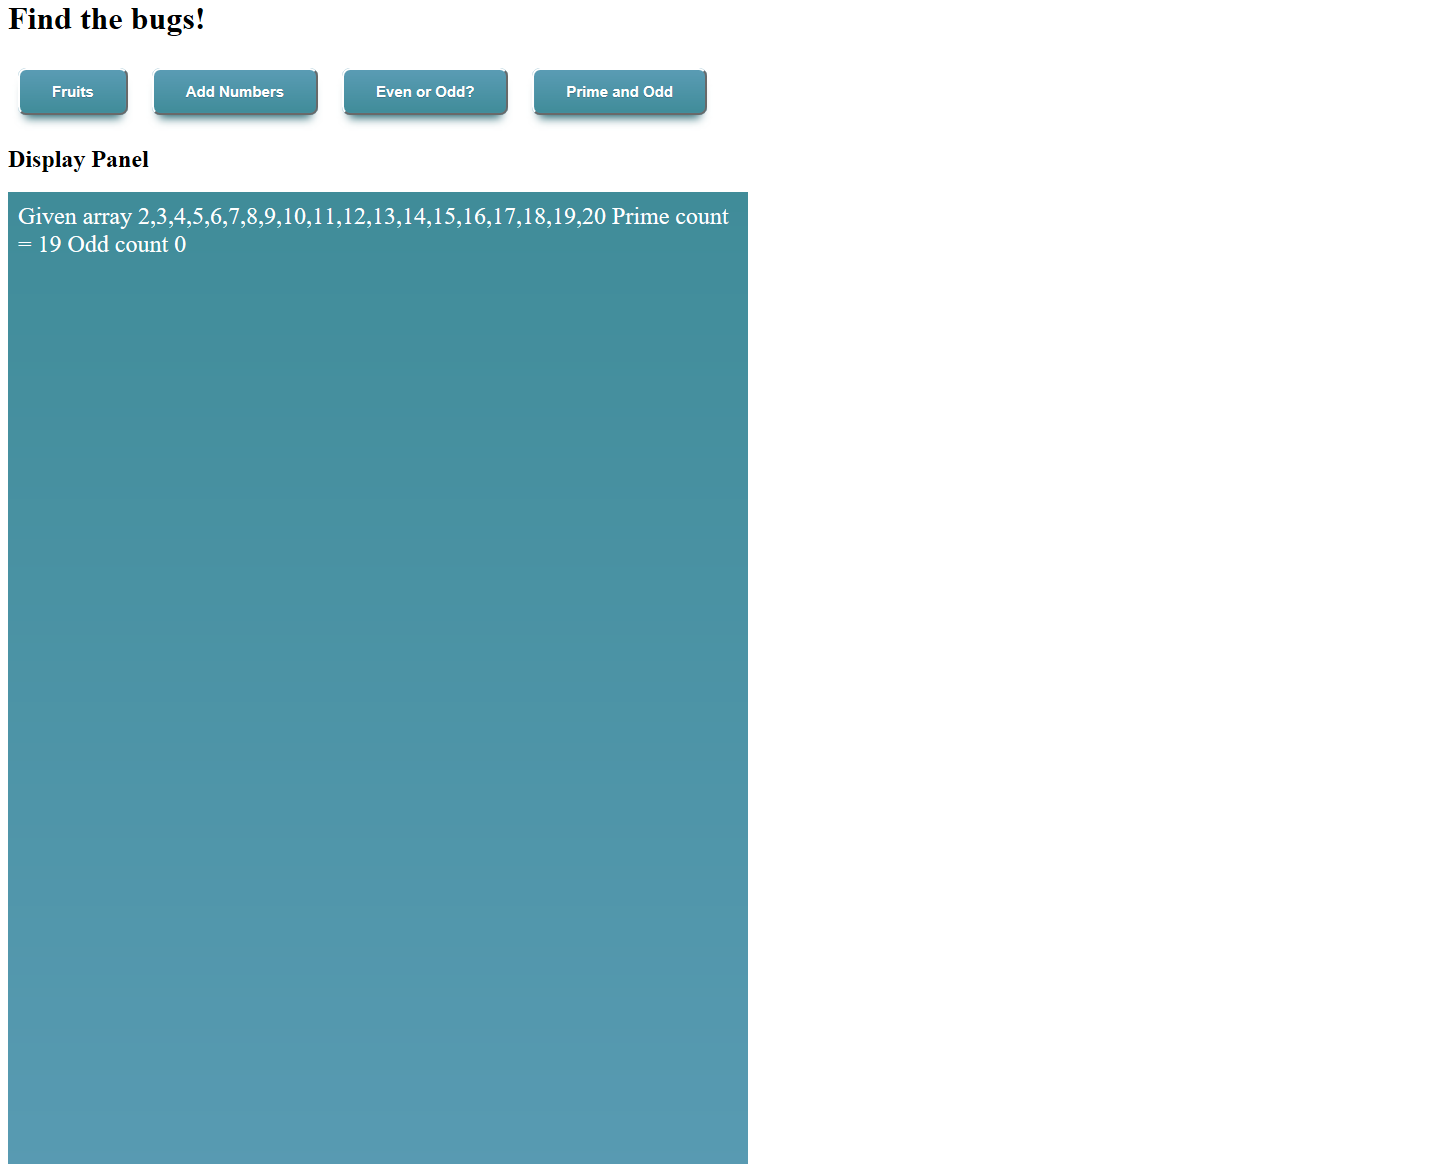 Find the bugs!
Fruits
Add Numbers
Even or Odd?
Prime and Odd
Display Panel
Given array 2,3,4,5,6,7,8,9,10,11,12,13,14,15,16,17,18,19,20 Prime count
= 19 Odd count 0